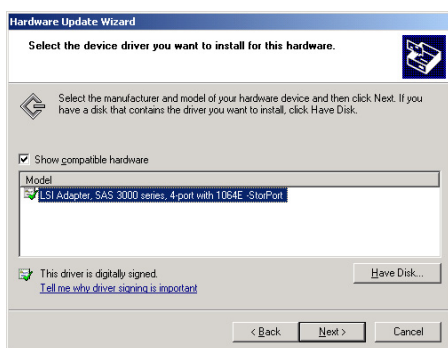 Hardware Update Wizard
Select the device driver you want to install for this hardware.
Select the manufacturer and model of your hardware device and then click Next. If you
have a disk that contains the driver you want to install, click Have Disk.
Show compatible hardware
Model
LSI Adapter, SAS 3000 series, 4-port with 1064E -StorPort
This driver is digitally signed.
Have Disk...
Tell me why driver signing is important
< Back
Next >
Cancel